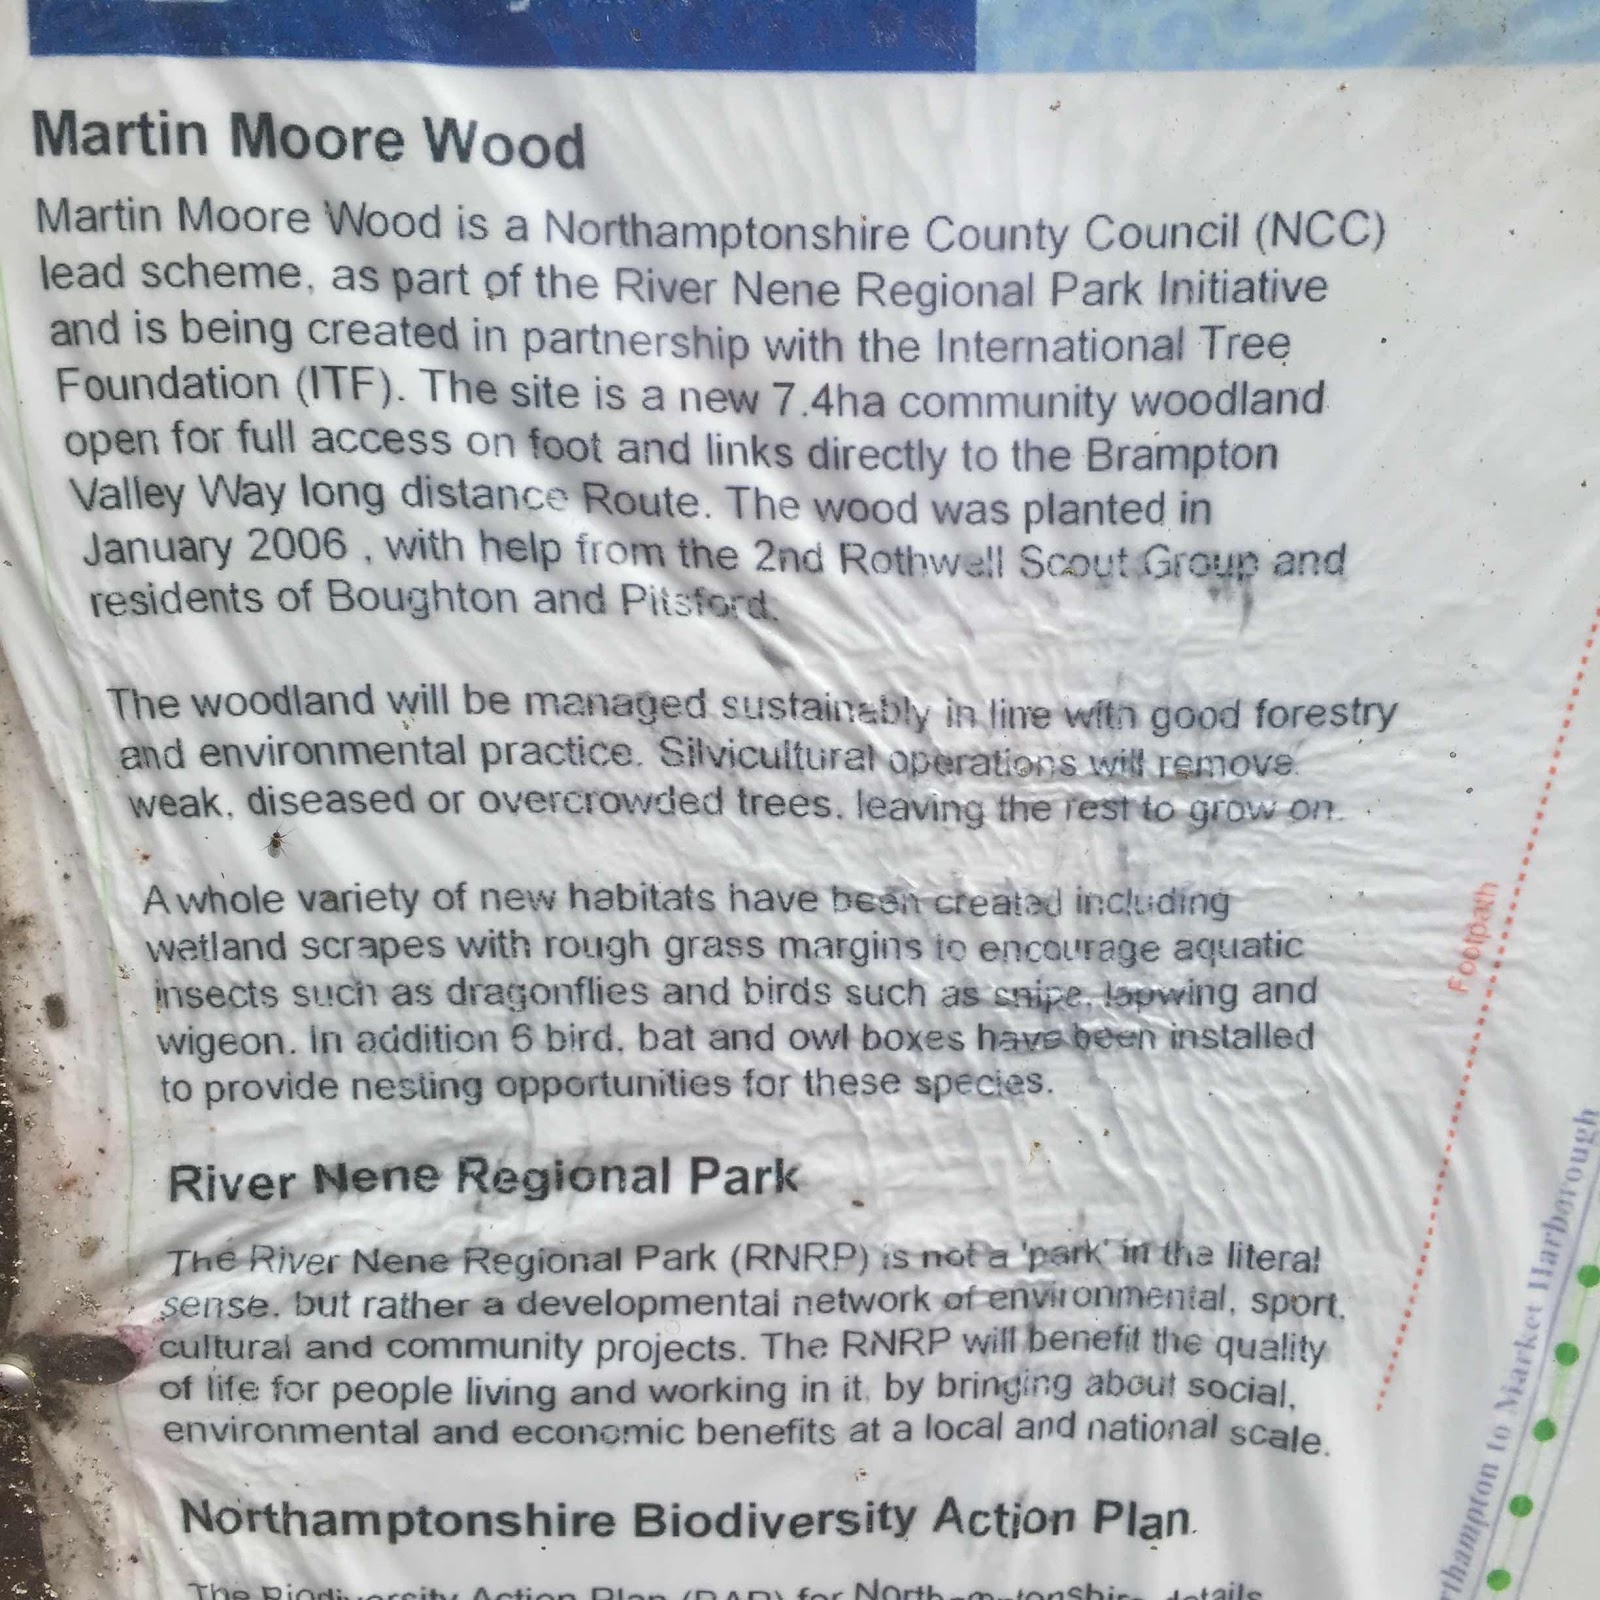 Martin Moore Wood
Martin Moore Wood is a Northamptonshire County Council (NCC)
lead scheme, as part of the River Nene Regional Park Initiative
and is being created in partnership with the International Tree
Foundation (ITF). The site is a new 7.4ha community woodland
open for full access on foot and links directly to the Brampton
Valley Way long distance Route. The wood was planted in
January 2006 , with help from the 2nd Rothwell Scout Group and
residents of Boughton and Pitsford.
The woodland will be managed sustainably in line with good forestry
and environmental practice. Silvicultural operations will remove
weak, diseased or overcrowded trees, leaving the rest to grow on.
A whole variety of new habitats have been created including
wetland scrapes with rough grass margins to encourage aquatic
insects such as dragonflies and birds such as snipe, lapwing and
wigeon. In addition 6 bird, bat and owl boxes have been installed
to provide nesting opportunities for these species.
River Nene Regional Park
The River Nene Regional Park (RNRP) is not a 'park' in the literal
sense, but rather a developmental network of environmental, sport,
cultural and community projects. The RNRP will benefit the quality
of life for people living and working in it, by bringing about social,
environmental and economic benefits at a local and national scale.
Northamptonshire Biodiversity Action Plan.
The Biodiversity Action Plan (BAP) for Northamptonshire details
Footpath
rthampton to Market Harborough